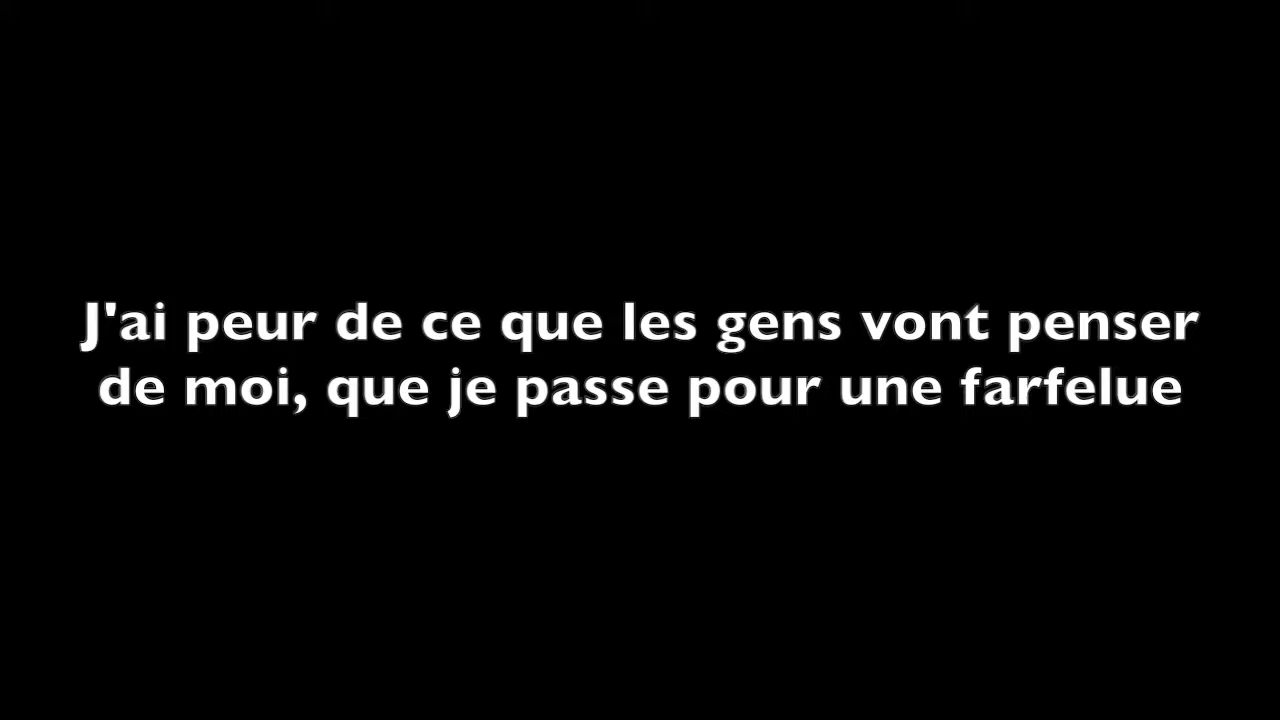 J'ai peur de ce que les gens vont penser
de moi, que je passe pour une farfelue